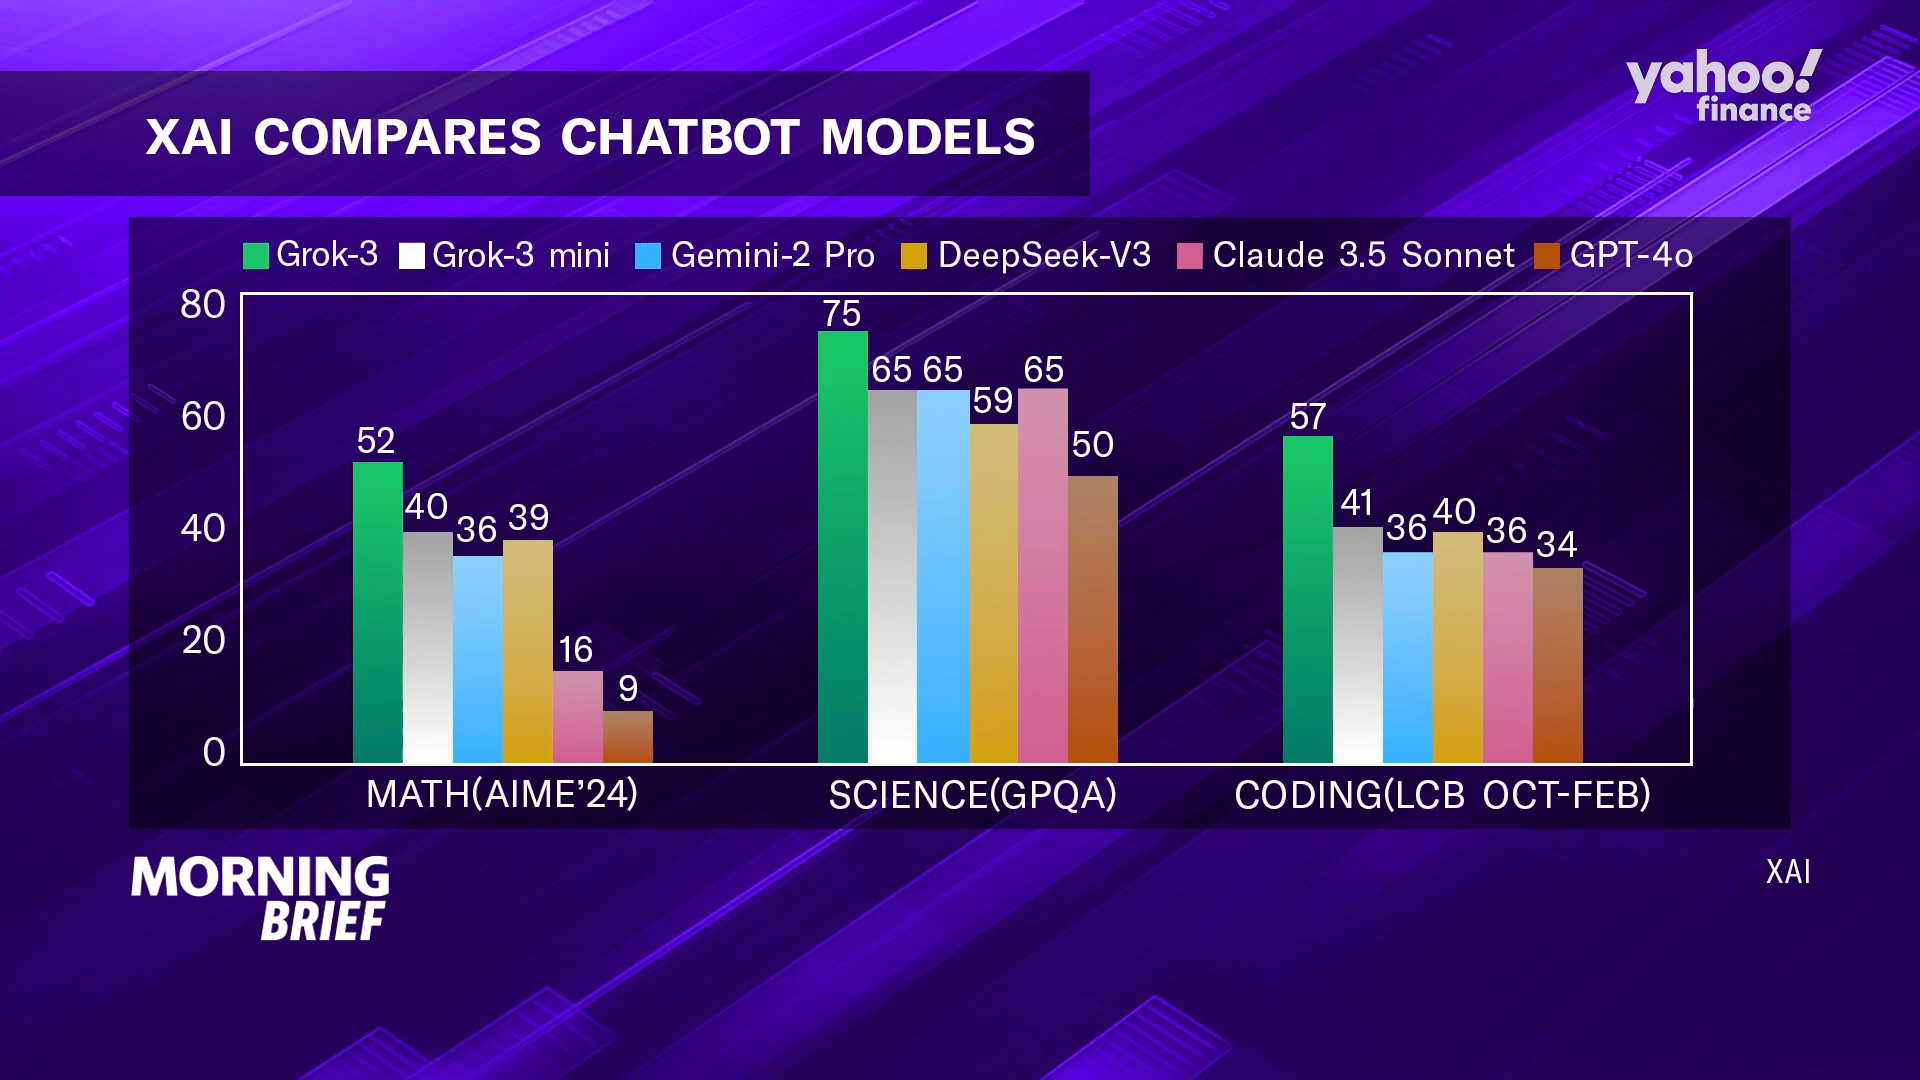 yahoo!
finance
XAI COMPARES CHATBOT MODELS
Grok-3 Grok-3 mini Gemini-2 Pro DeepSeek-V3 Claude 3.5 Sonnet GPT-4o
80
60
40
20
0
52 40 36 39 16 9
75 65 65 59 65 50
57 41 36 40 36 34
MATH(AIME’24) SCIENCE(GPQA) CODING(LCB OCT-FEB)
MORNING
BRIEF
XAI